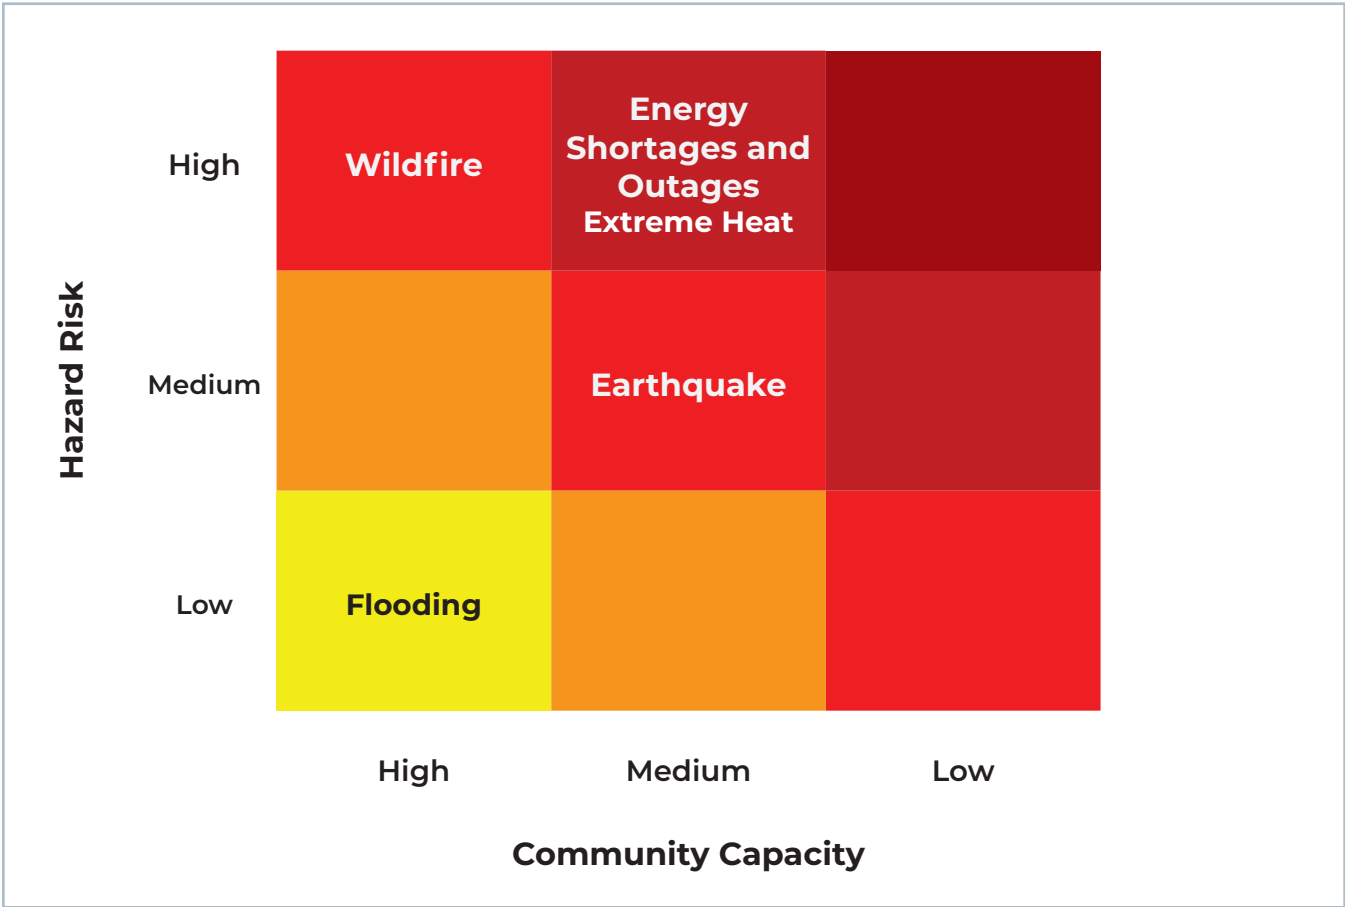 Hazard Risk
High
Wildfire
Energy
Shortages and
Outages
Extreme Heat
Medium
Earthquake
Low
Flooding
High
Medium
Low
Community Capacity